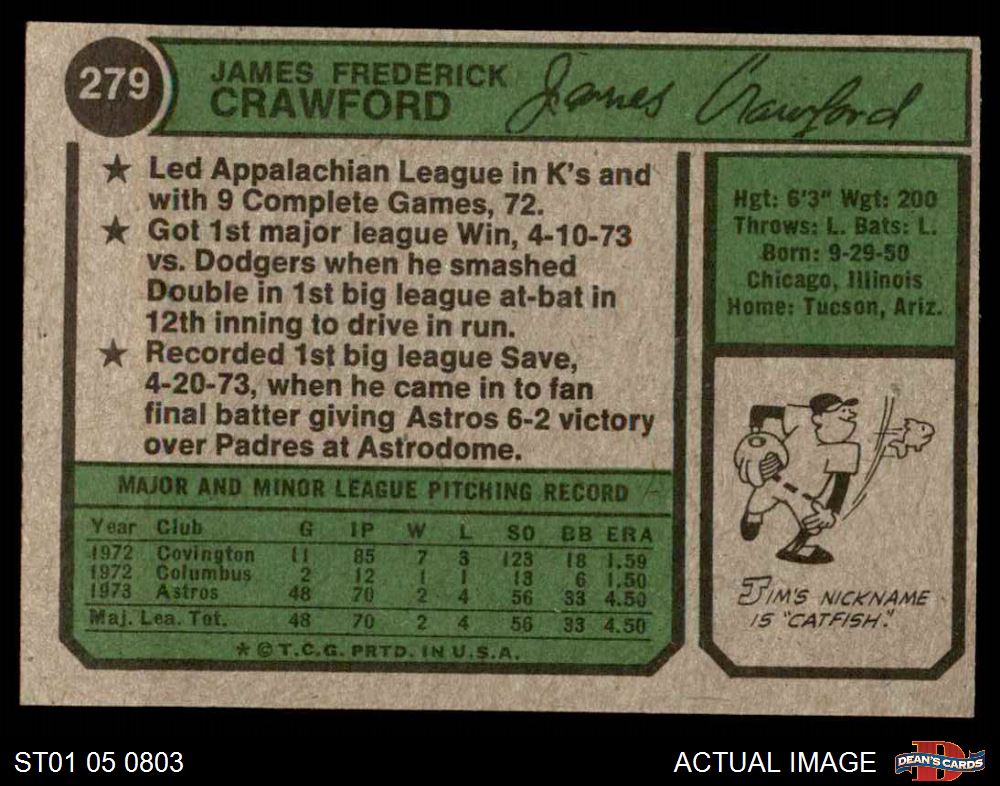 279
JAMES FREDERICK
CRAWFORD
James Crawford
★ Led Appalachian League in K's and
with 9 Complete Games, 72.
★ Got 1st major league Win, 4-10-73
vs. Dodgers when he smashed
Double in 1st big league at-bat in
12th inning to drive in run.
★ Recorded 1st big league Save,
4-20-73, when he came in to fan
final batter giving Astros 6-2 victory
over Padres at Astrodome.
Hgt: 6'3" Wgt: 200
Throws: L. Bats: L.
Born: 9-29-50
Chicago, Illinois
Home: Tucson, Ariz.
JIM'S NICKNAME
IS "CATFISH."
MAJOR AND MINOR LEAGUE PITCHING RECORD
Year Club G IP W L SO BB ERA
1972 Covington 11 85 7 3 123 18 1.59
1972 Columbus 2 12 1 1 13 6 1.50
1973 Astros 48 70 2 4 56 33 4.50
Maj. Lea. Tot. 48 70 2 4 56 33 4.50
* © T.C.G. PRTD. IN U.S.A.
ST01 05 0803
ACTUAL IMAGE
DEAN'S CARDS